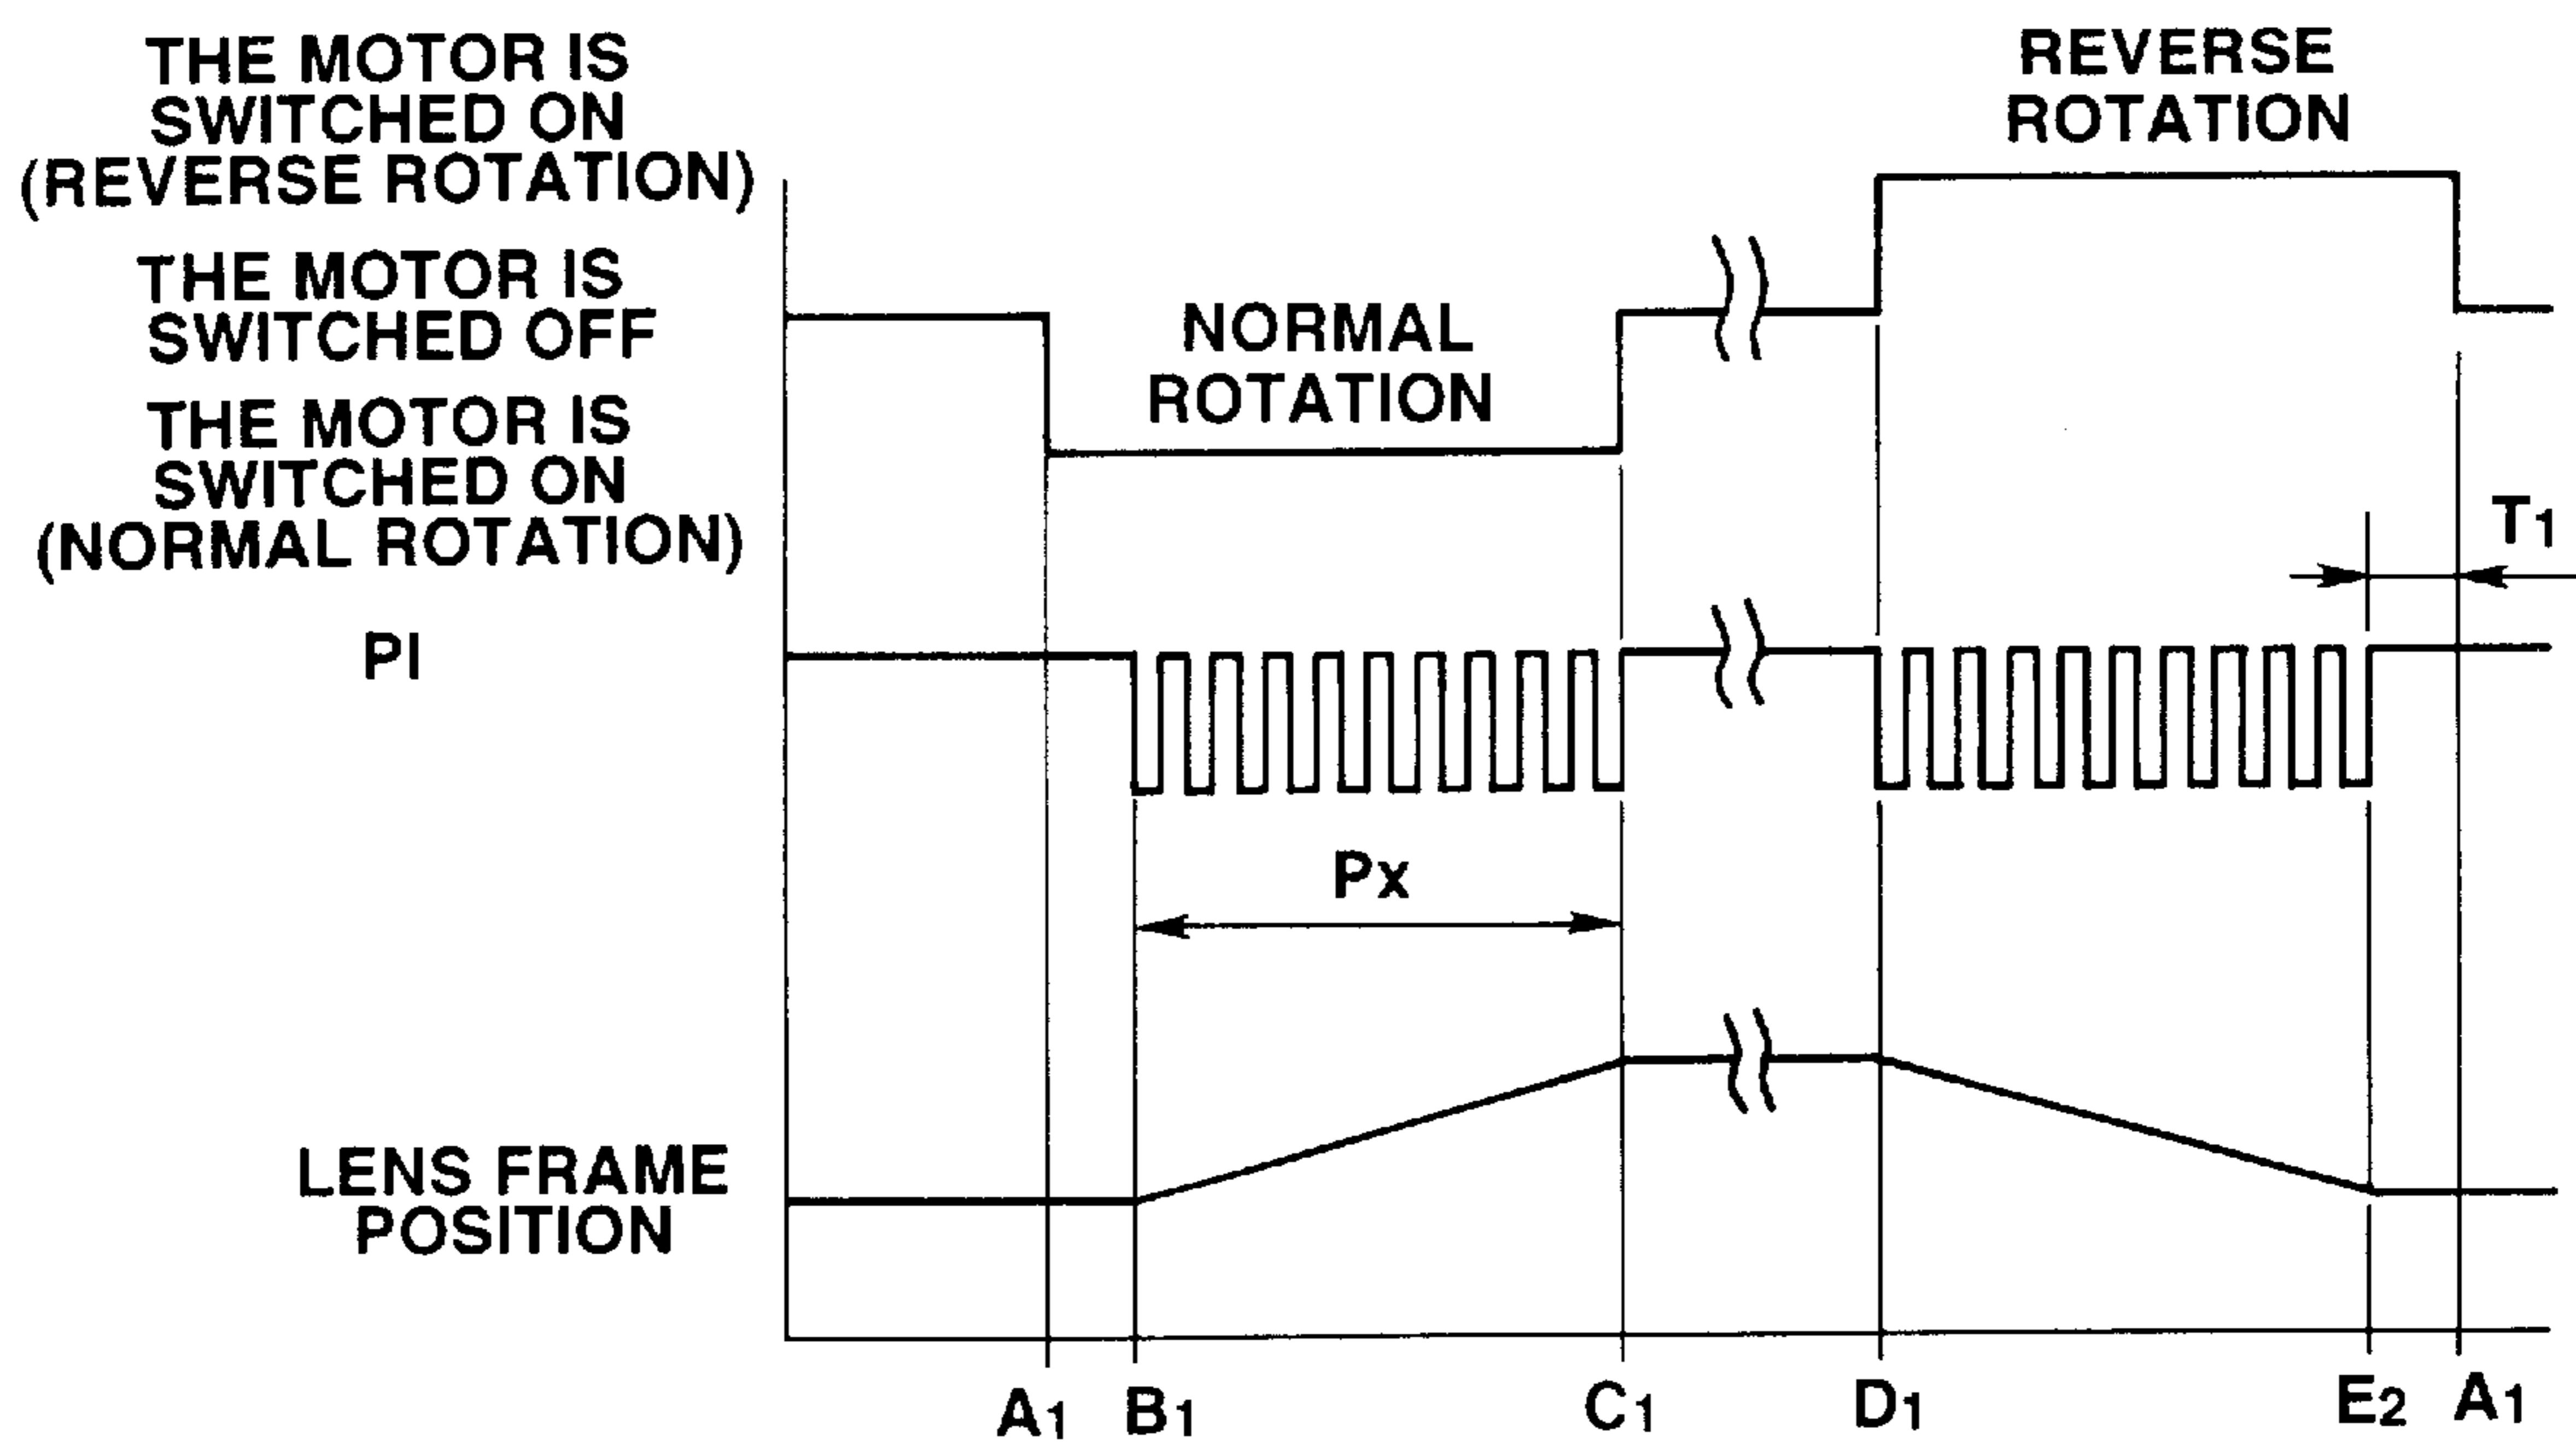 THE MOTOR IS
SWITCHED ON
(REVERSE ROTATION)
THE MOTOR IS
SWITCHED OFF
THE MOTOR IS
SWITCHED ON
(NORMAL ROTATION)
REVERSE
ROTATION
NORMAL
ROTATION
T1
PI
Px
LENS FRAME
POSITION
A1 B1 C1 D1 E2 A1